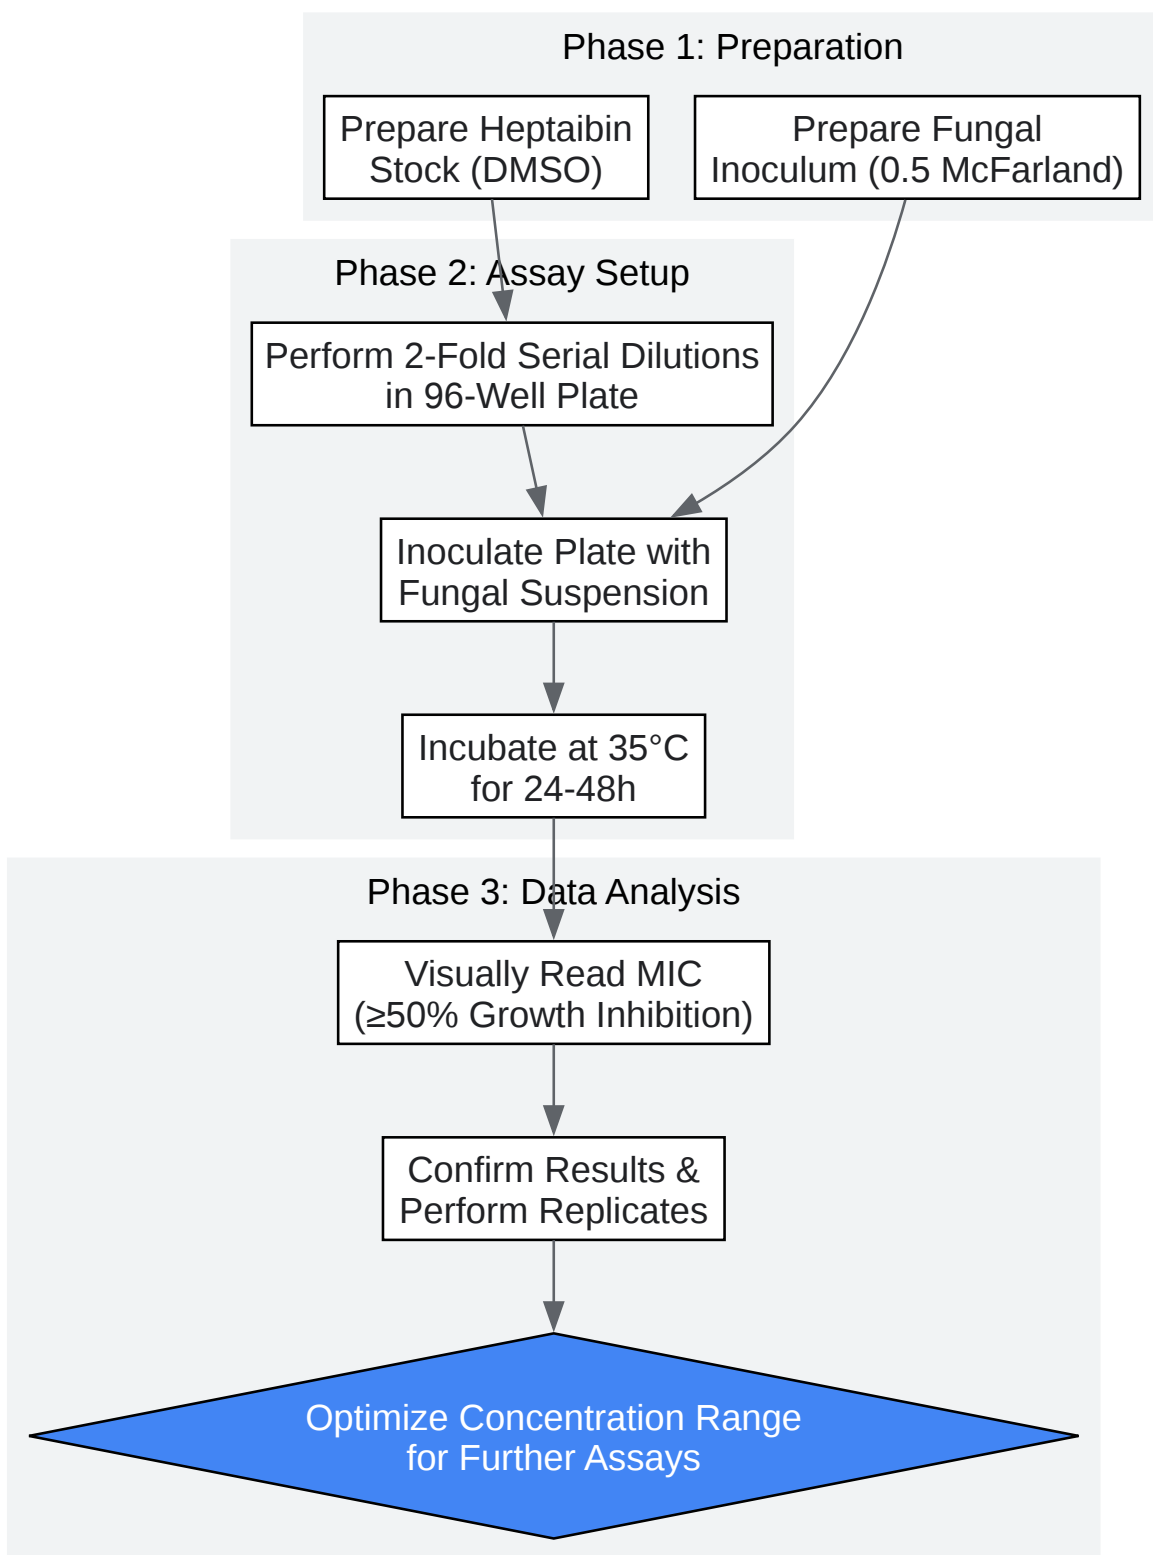 Phase 1: Preparation
Prepare Heptaibin
Stock (DMSO)
Prepare Fungal
Inoculum (0.5 McFarland)
Phase 2: Assay Setup
Perform 2-Fold Serial Dilutions
in 96-Well Plate
Inoculate Plate with
Fungal Suspension
Incubate at 35°C
for 24-48h
Phase 3: Data Analysis
Visually Read MIC
(≥50% Growth Inhibition)
Confirm Results &
Perform Replicates
Optimize Concentration Range
for Further Assays